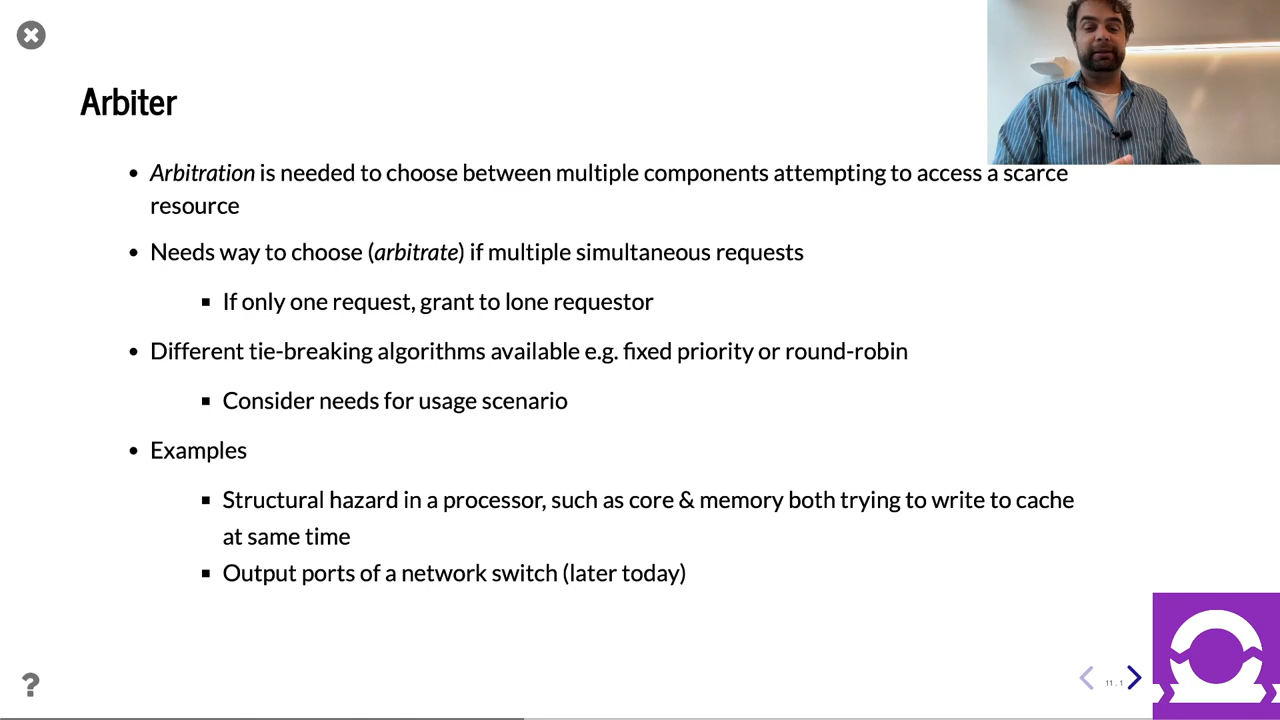 Arbiter
Arbitration is needed to choose between multiple components attempting to access a scarce
resource
Needs way to choose (arbitrate) if multiple simultaneous requests
If only one request, grant to lone requestor
Different tie-breaking algorithms available e.g. fixed priority or round-robin
Consider needs for usage scenario
Examples
Structural hazard in a processor, such as core & memory both trying to write to cache
at same time
Output ports of a network switch (later today)
?
11.1